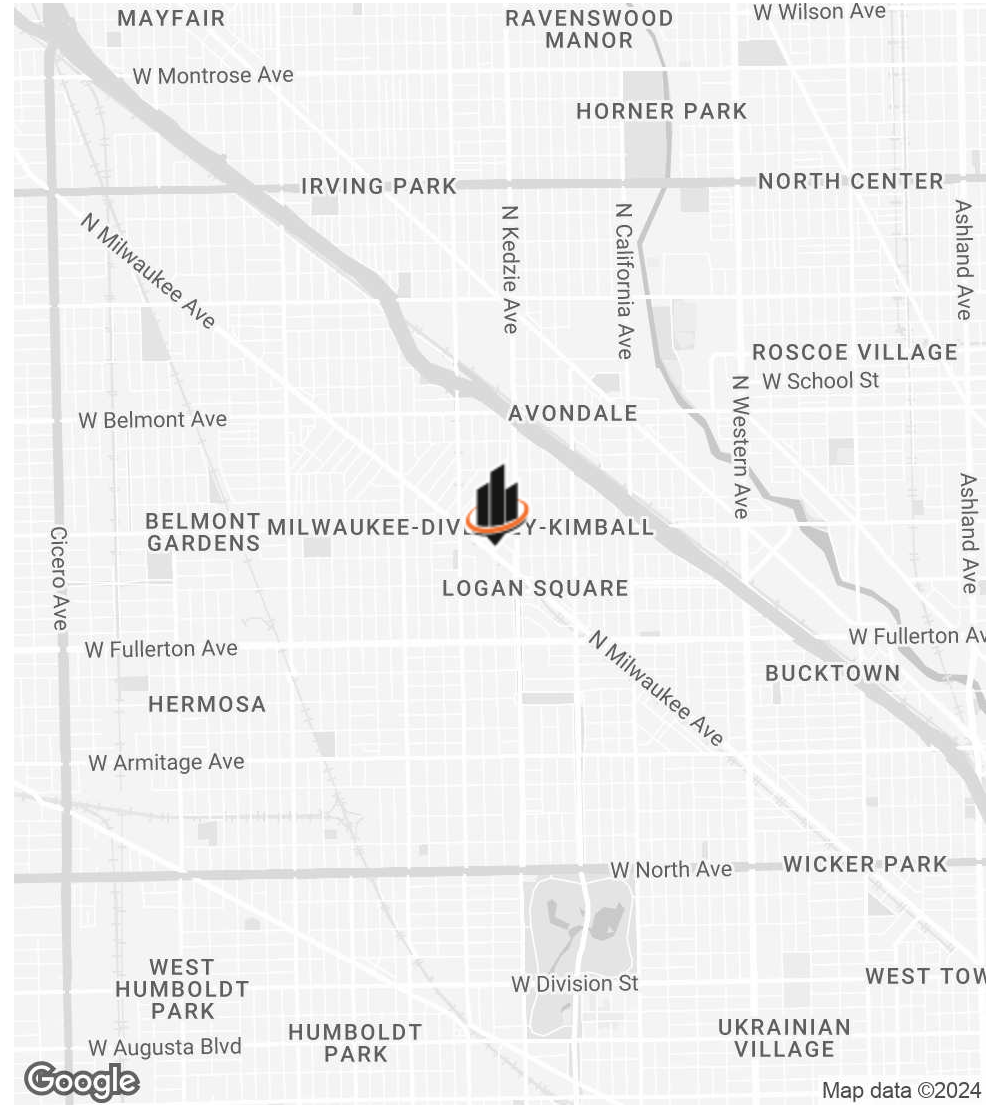 MAYFAIR
RAVENSWOOD
MANOR
W Wilson Ave
W Montrose Ave
HORNER PARK
IRVING PARK
NORTH CENTER
N Milwaukee Ave
N Kedzie Ave
N California Ave
Ashland Ave
ROSCOE VILLAGE
W School St
W Belmont Ave
AVONDALE
N Western Ave
Ashland Ave
BELMONT
GARDENS
MILWAUKEE-DIV Y-KIMBALL
Cicero Ave
LOGAN SQUARE
W Fullerton Ave
N Milwaukee Ave
W Fullerton Av
BUCKTOWN
HERMOSA
W Armitage Ave
W North Ave
WICKER PARK
WEST
HUMBOLDT
PARK
W Division St
WEST TOW
HUMBOLDT
PARK
UKRAINIAN
VILLAGE
W Augusta Blvd
Google
Map data ©2024